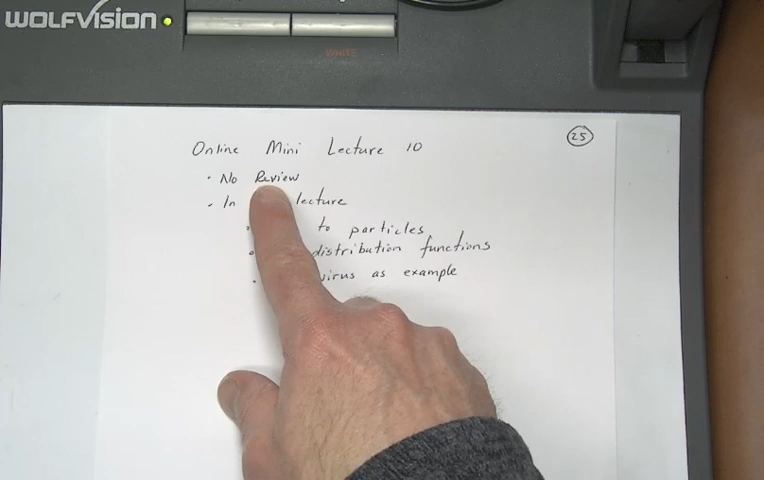 WOLFVISION
WHITE
25
Online Mini Lecture 10
· No Review
· In lecture
to particles
distribution functions
virus as example